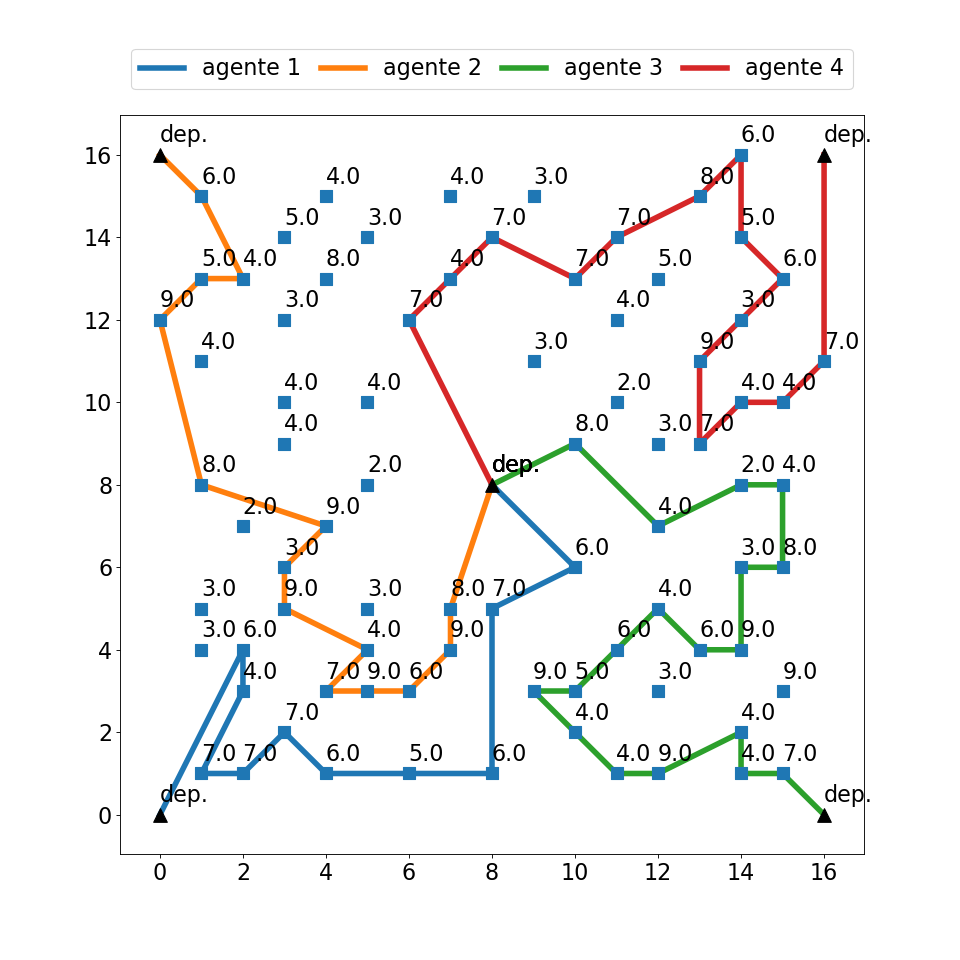 agente 1 agente 2 agente 3 agente 4
dep. 6.0 dep.
16
6.0 4.0 4.0 3.0 8.0
5.0 3.0 7.0 7.0 5.0
14
5.0 4.0 8.0 4.0 7.0 5.0 6.0
9.0 3.0 7.0 4.0 3.0
12
4.0 3.0 9.0 7.0
4.0 4.0 2.0 4.0 4.0
10
4.0 8.0 3.0 7.0
8.0 2.0 dep. dep. 2.0 4.0
8
2.0 9.0 4.0
3.0 6.0 3.0 8.0
6
3.0 9.0 3.0 8.0 7.0 4.0
3.0 6.0 4.0 9.0 6.0 6.0 9.0
4
4.0 7.0 9.0 6.0 9.0 5.0 3.0 9.0
7.0 4.0 4.0
2
7.0 7.0 6.0 5.0 6.0 4.0 9.0 4.0 7.0
dep. dep.
0
0 2 4 6 8 10 12 14 16